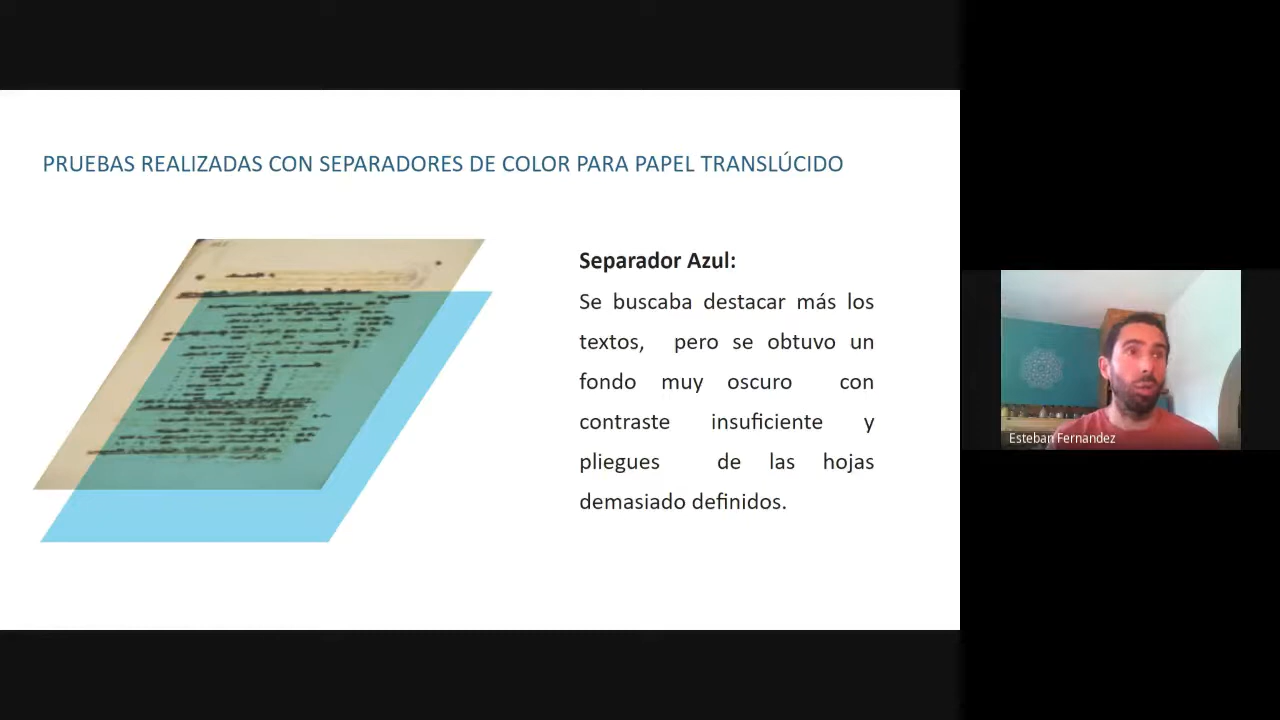 PRUEBAS REALIZADAS CON SEPARADORES DE COLOR PARA PAPEL TRANSLÚCIDO
Separador Azul:
Se buscaba destacar más los
textos, pero se obtuvo un
fondo muy oscuro con
contraste insuficiente y
pliegues de las hojas
demasiado definidos.
Esteban Fernandez